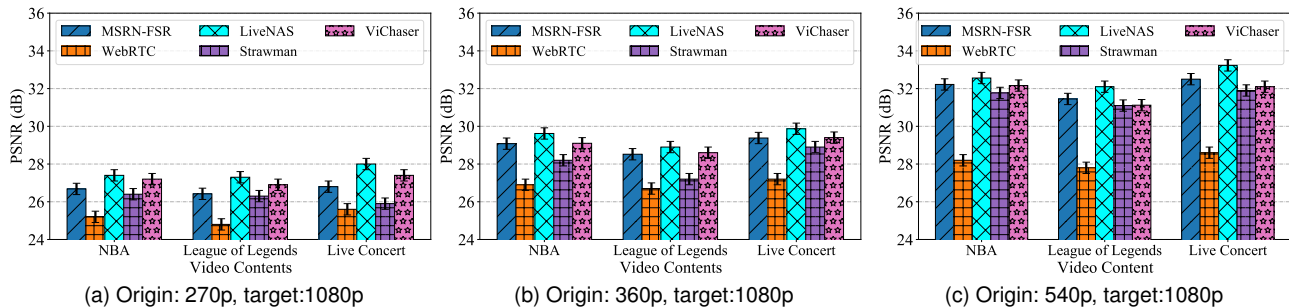 36
34
32
30
28
26
24
PSNR (dB)
MSRN-FSR
LiveNAS
ViChaser
WebRTC
Strawman
NBA
League of Legends
Live Concert
Video Contents
(a) Origin: 270p, target:1080p
36
34
32
30
28
26
24
PSNR (dB)
MSRN-FSR
LiveNAS
ViChaser
WebRTC
Strawman
NBA
League of Legends
Live Concert
Video Contents
(b) Origin: 360p, target:1080p
36
34
32
30
28
26
24
PSNR (dB)
MSRN-FSR
LiveNAS
ViChaser
WebRTC
Strawman
NBA
League of Legends
Live Concert
Video Contents
(c) Origin: 540p, target:1080p